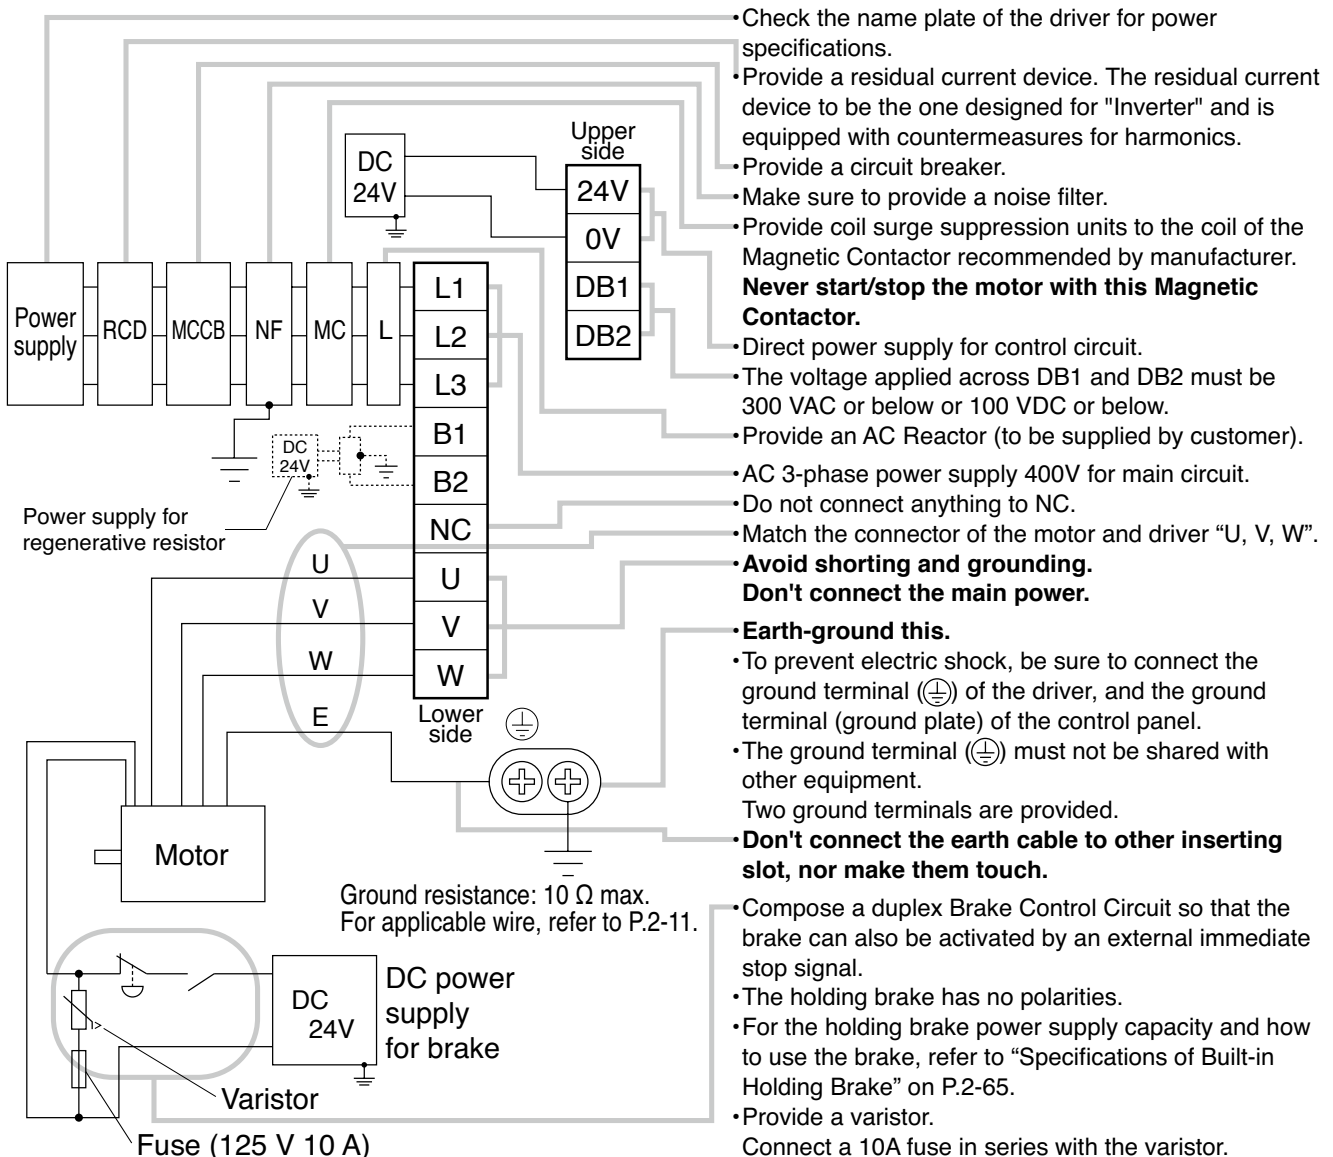 •Check the name plate of the driver for power
specifications.
•Provide a residual current device. The residual current
device to be the one designed for "Inverter" and is
equipped with countermeasures for harmonics.
•Provide a circuit breaker.
•Make sure to provide a noise filter.
•Provide coil surge suppression units to the coil of the
Magnetic Contactor recommended by manufacturer.
Never start/stop the motor with this Magnetic
Contactor.
•Direct power supply for control circuit.
•The voltage applied across DB1 and DB2 must be
300 VAC or below or 100 VDC or below.
•Provide an AC Reactor (to be supplied by customer).
•AC 3-phase power supply 400V for main circuit.
•Do not connect anything to NC.
•Match the connector of the motor and driver “U, V, W”.
•Avoid shorting and grounding.
Don't connect the main power.
•Earth-ground this.
•To prevent electric shock, be sure to connect the
ground terminal (⏚) of the driver, and the ground
terminal (ground plate) of the control panel.
•The ground terminal (⏚) must not be shared with
other equipment.
Two ground terminals are provided.
•Don't connect the earth cable to other inserting
slot, nor make them touch.
•Compose a duplex Brake Control Circuit so that the
brake can also be activated by an external immediate
stop signal.
•The holding brake has no polarities.
•For the holding brake power supply capacity and how
to use the brake, refer to “Specifications of Built-in
Holding Brake” on P.2-65.
•Provide a varistor.
Connect a 10A fuse in series with the varistor.
Upper
side
DC
24V
24V
0V
DB1
DB2
Power
supply
RCD
MCCB
NF
MC
L
L1
L2
L3
B1
B2
NC
U
V
W
Lower
side
DC
24V
Power supply for
regenerative resistor
U
V
W
E
Motor
Ground resistance: 10 Ω max.
For applicable wire, refer to P.2-11.
DC
24V
DC power
supply
for brake
Varistor
Fuse (125 V 10 A)